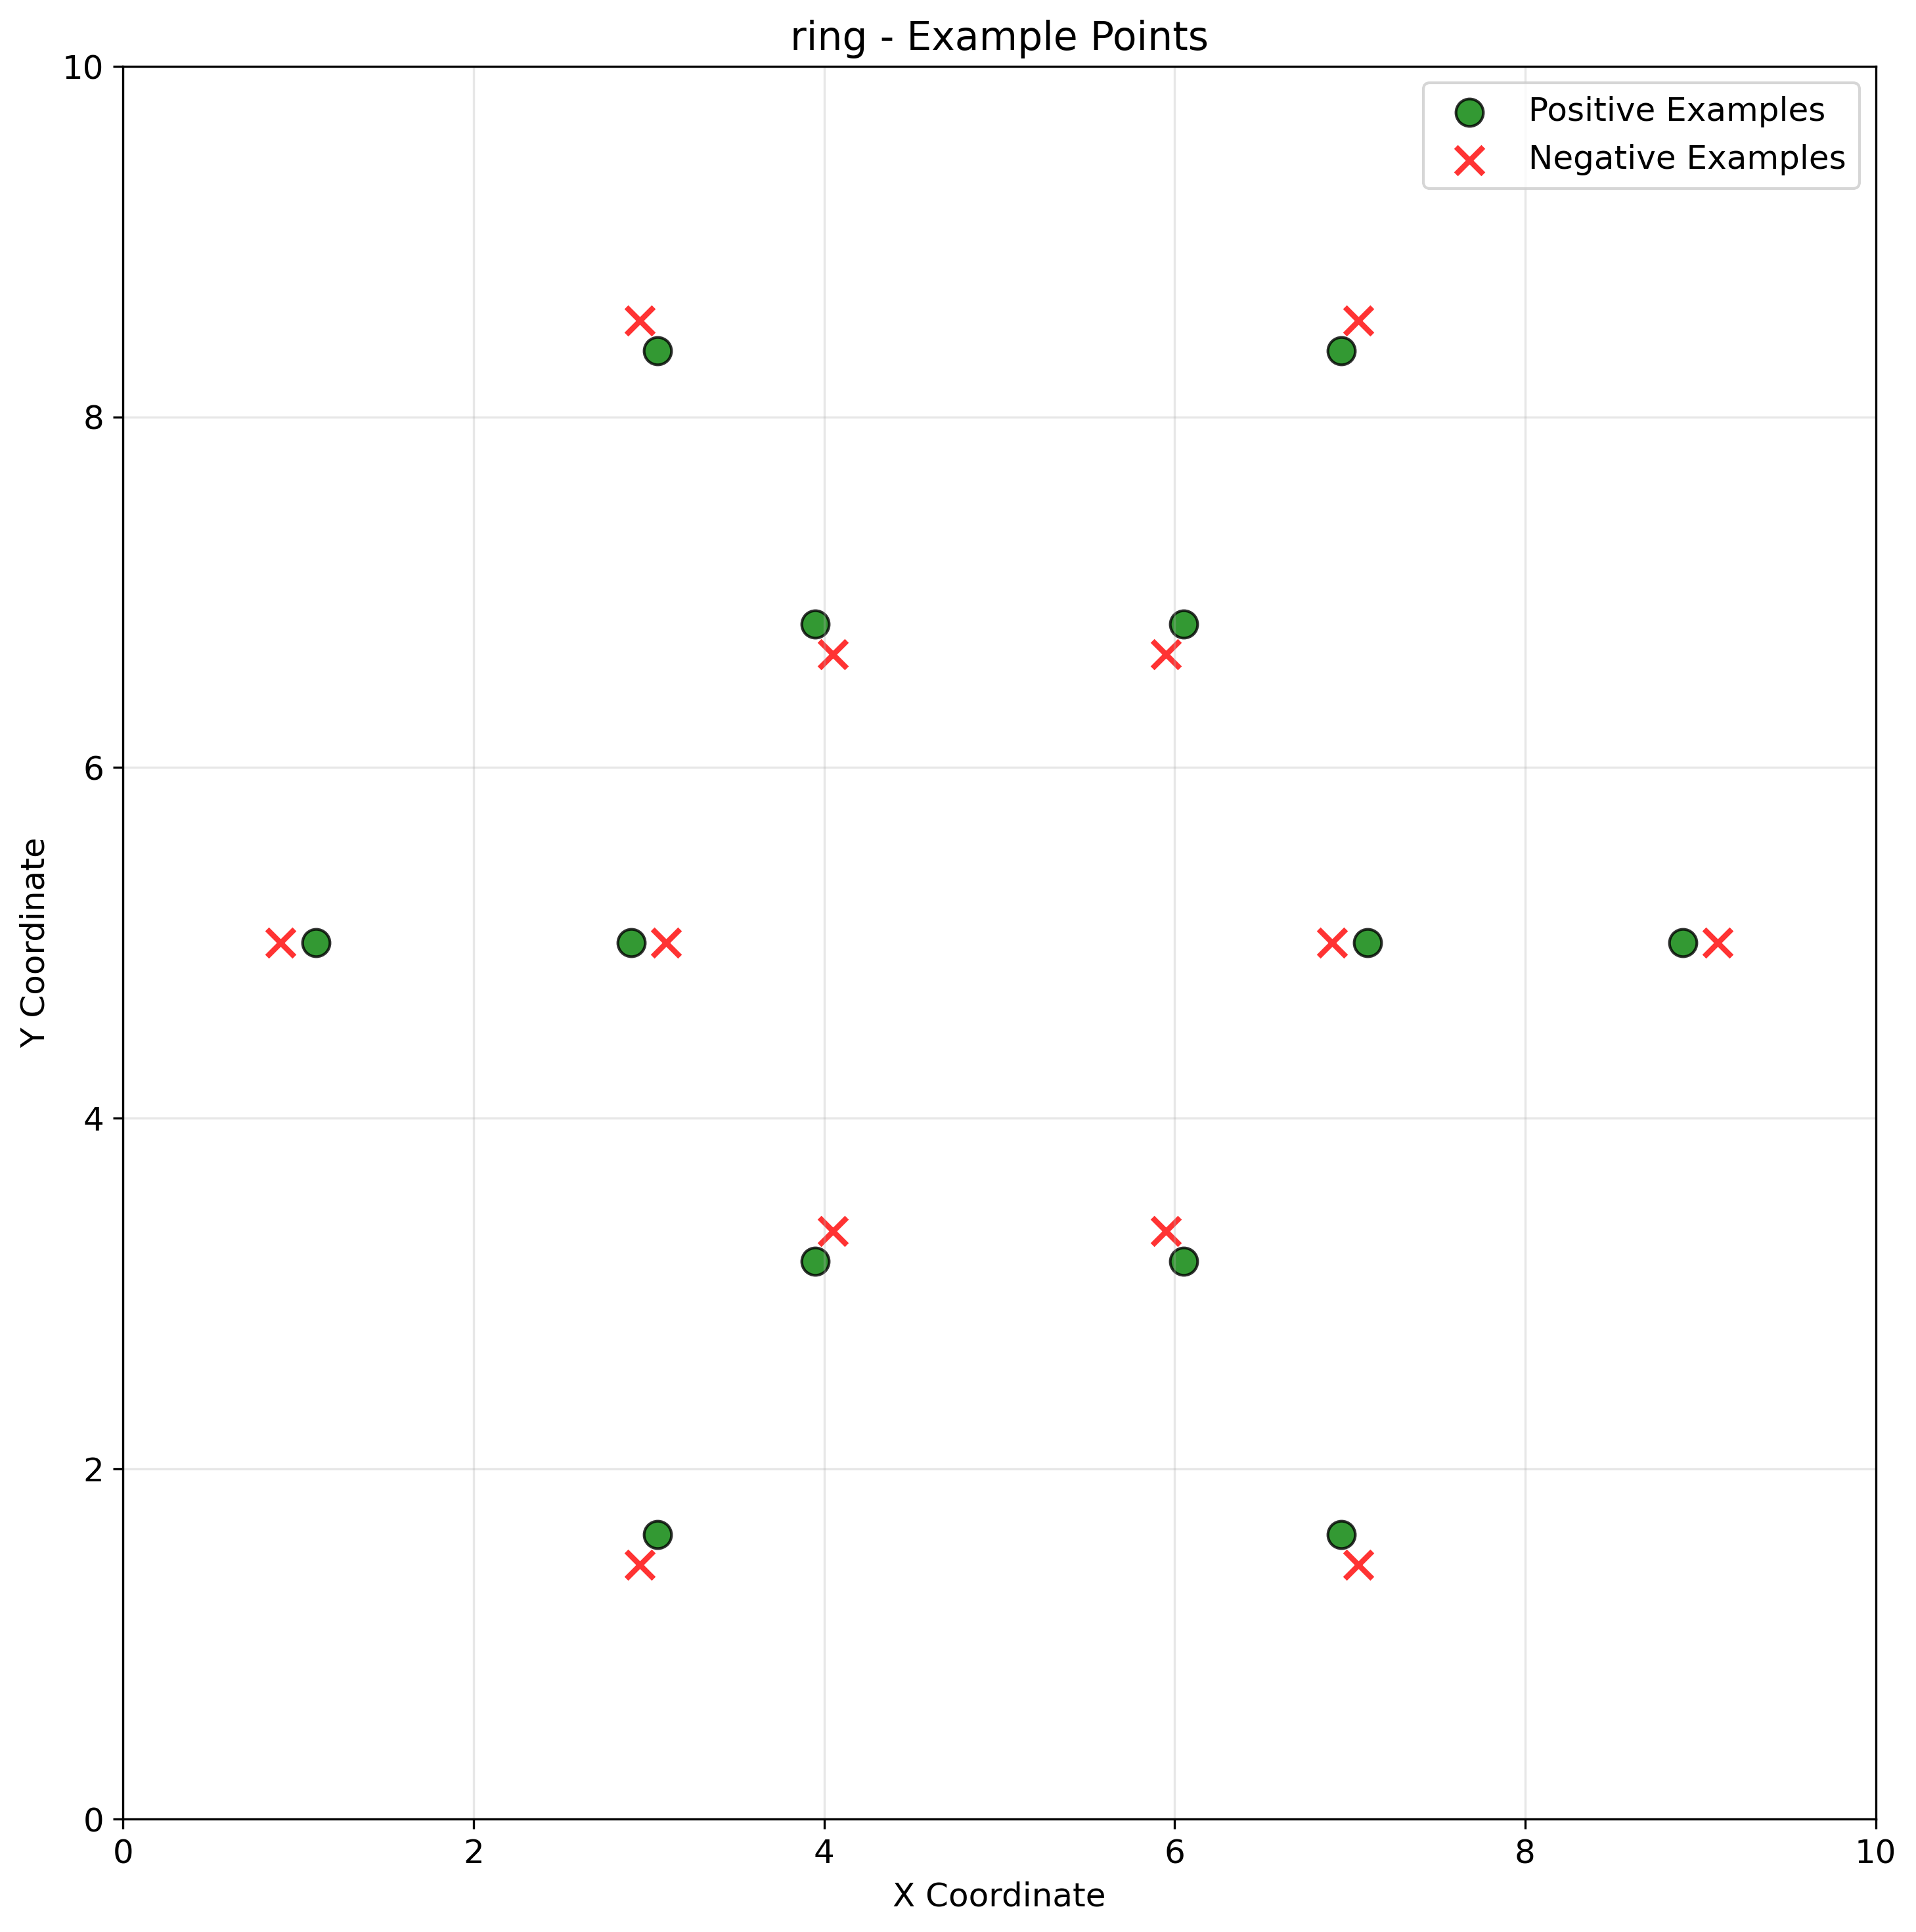 ring - Example Points
Positive Examples
Negative Examples
10
8
6
4
2
0
Y Coordinate
0 2 4 6 8 10
X Coordinate